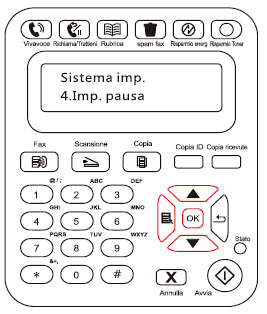 Vivavoce Richiama/Tratteni Rubrica spam fax Risparmio energ Risparmio Toner
Sistema imp.
4.Imp. pausa
Fax Scansione Copia Copia ID Copia ricevute
@/: ABC DEF
1 2 3
GHI JKL MNO
4 5 6 OK
PQRS TUV WXYZ
7 8 9 Stato
&+,
* 0 # X
Annulla Avvia